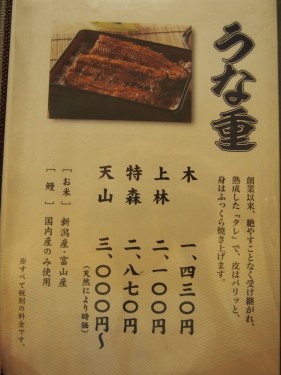 うな重
創業以来、絶やすことなく受け継がれ、
熟成した「タレ」で、皮はパリッと、
身はふっくら焼き上げます。
木 一、四三〇円
上林 二、一〇〇円
特森 二、八七〇円
天山 三、〇〇〇円〜
(天然により時価)
［お米］新潟産・富山産
［鰻］国内産のみ使用
※すべて税別の料金です。